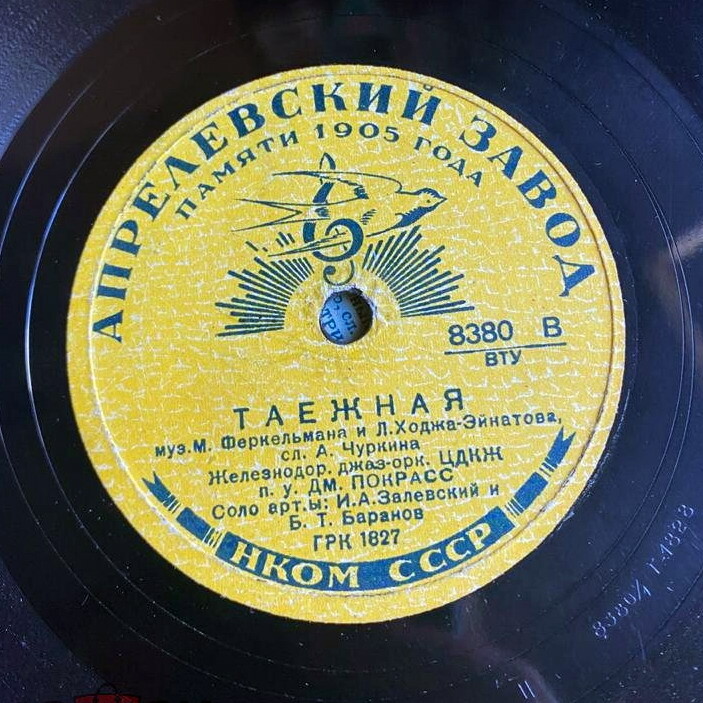 АПРЕЛЕВСКИЙ ЗАВОД
ПАМЯТИ 1905 ГОДА
8380 В
ВТУ
ТАЕЖНАЯ
муз. М. Феркельмана и Л. Ходжа-Эйнатова,
сл. А. Чуркина
Железнодор. джаз-орк. ЦДКЖ
п. у. ДМ. ПОКРАСС
Соло арт.ы: И.А.Залевский и
Б. Т. Баранов
ГРК 1827
НКОМ СССР